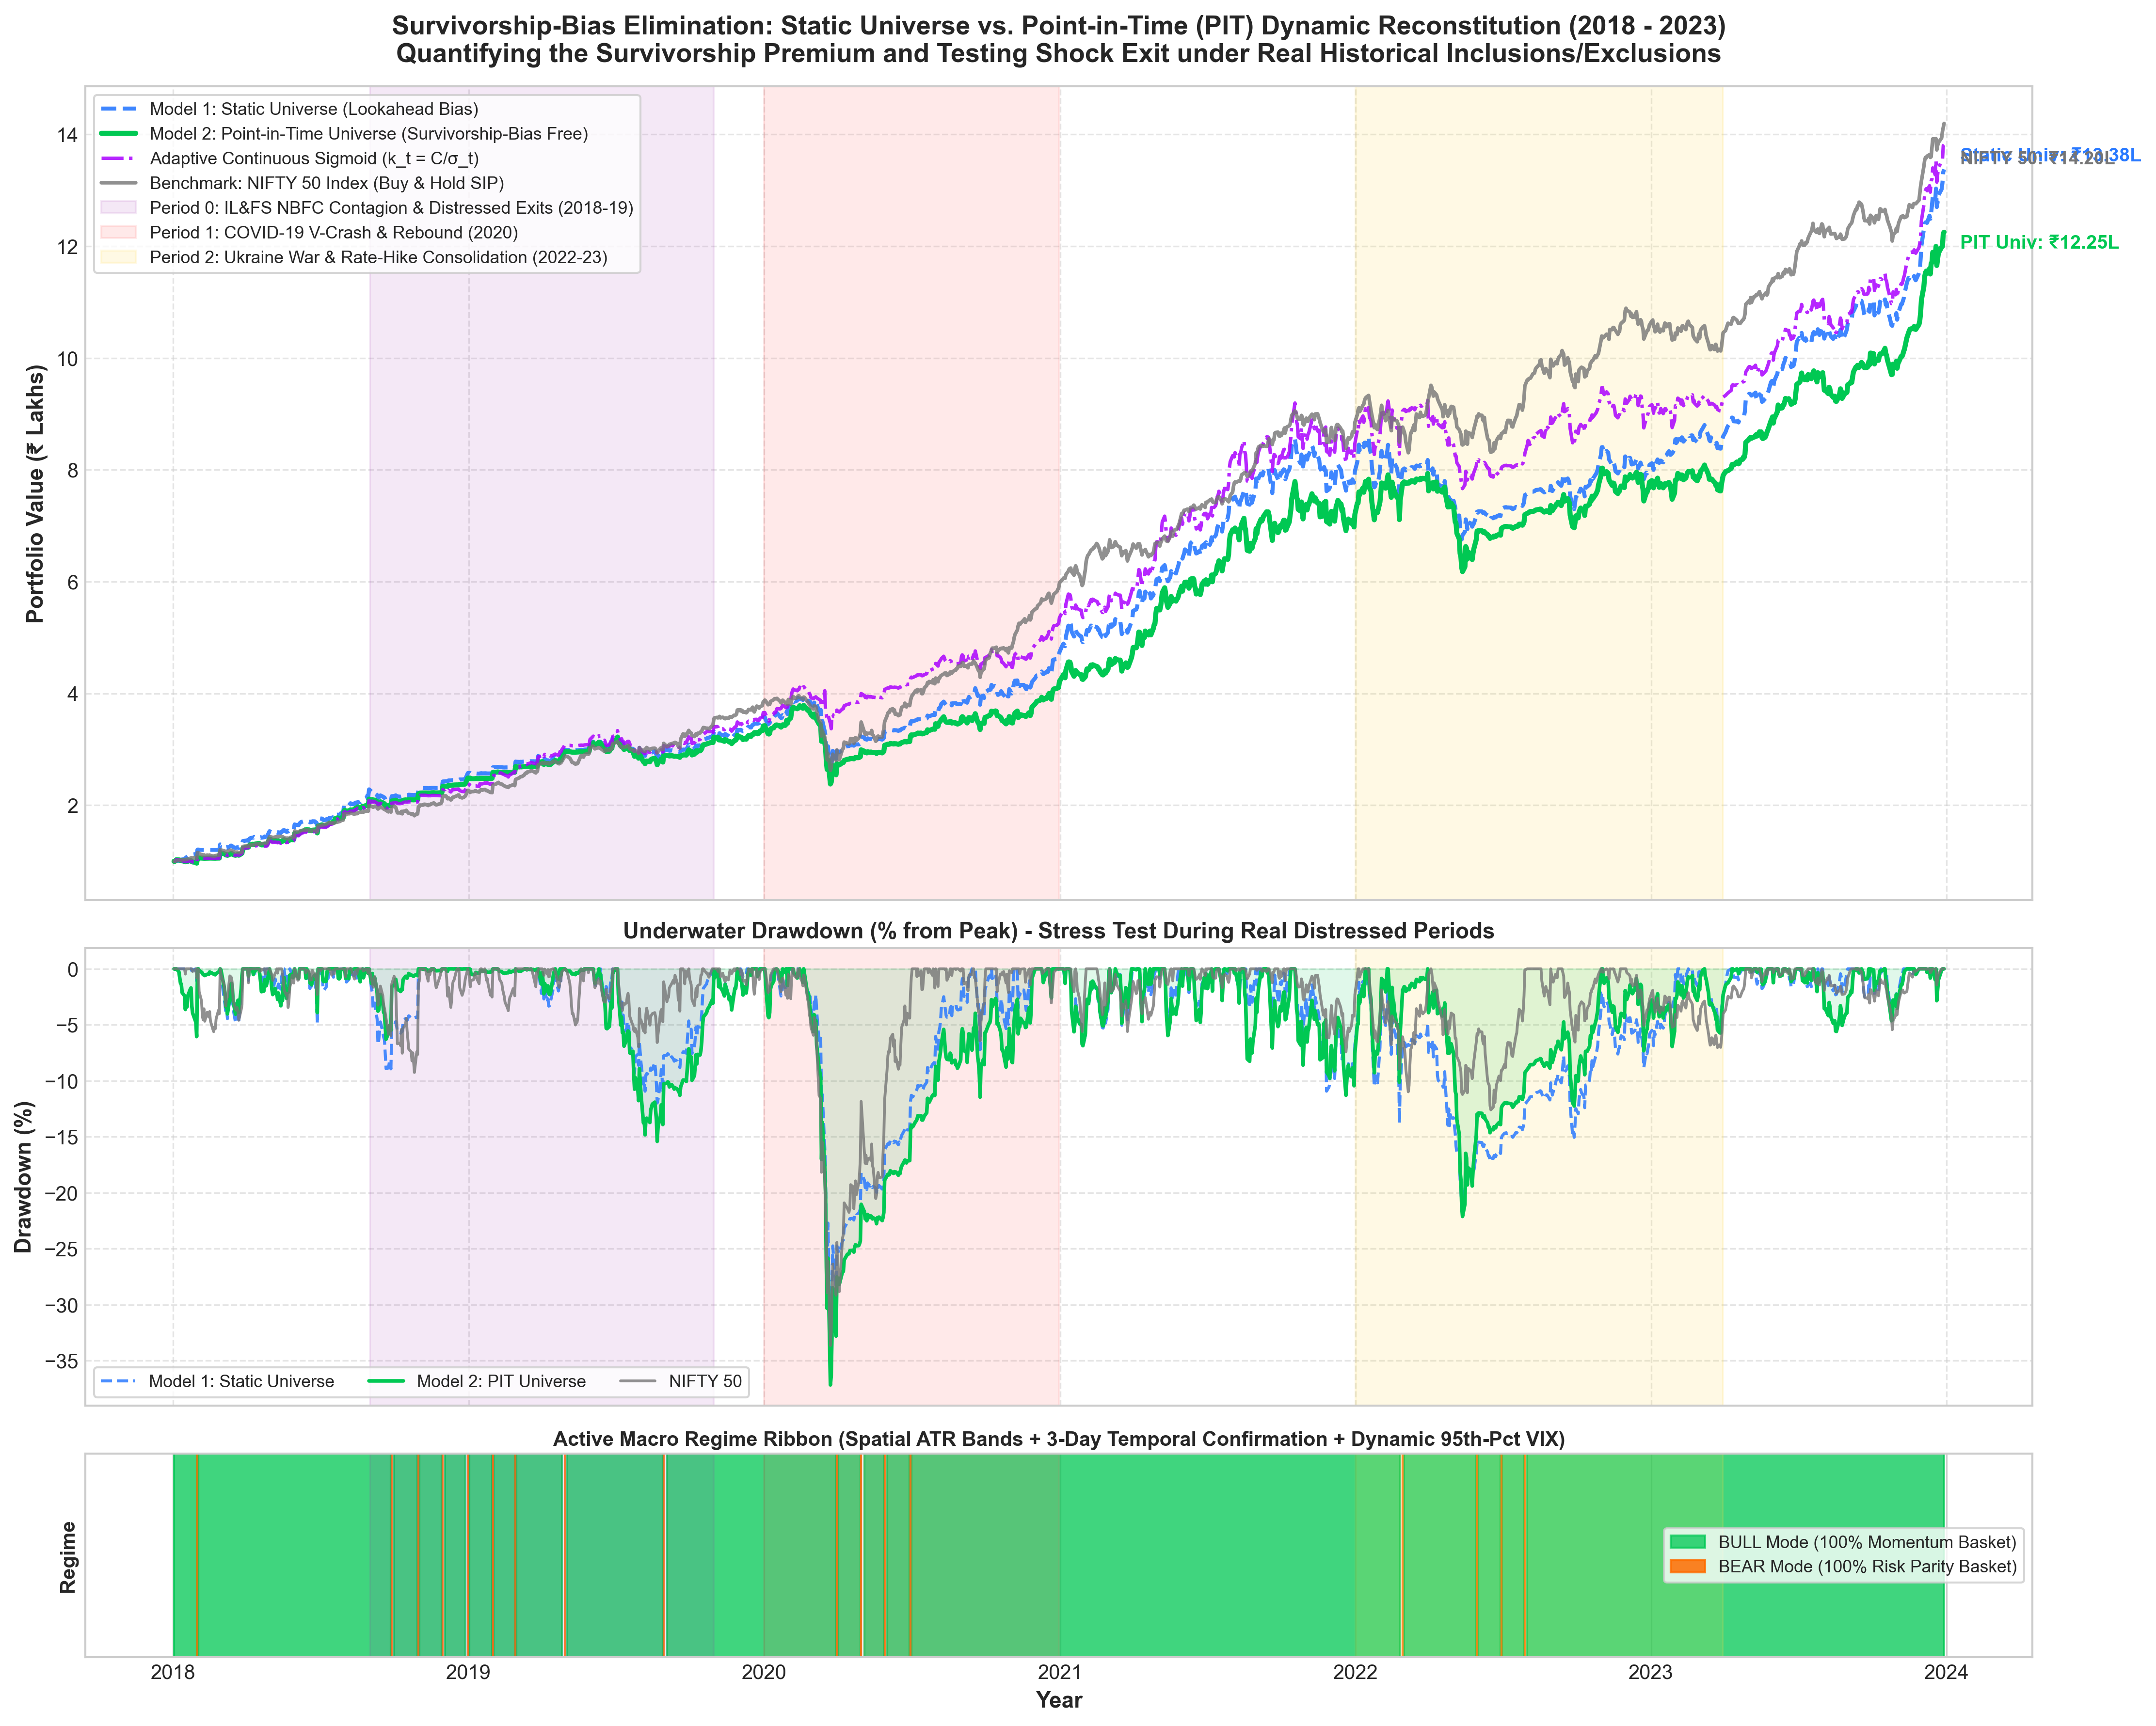 Survivorship-Bias Elimination: Static Universe vs. Point-in-Time (PIT) Dynamic Reconstitution (2018 - 2023)
Quantifying the Survivorship Premium and Testing Shock Exit under Real Historical Inclusions/Exclusions
Model 1: Static Universe (Lookahead Bias)
Model 2: Point-in-Time Universe (Survivorship-Bias Free)
Adaptive Continuous Sigmoid (k_t = C/σ_t)
Benchmark: NIFTY 50 Index (Buy & Hold SIP)
Period 0: IL&FS NBFC Contagion & Distressed Exits (2018-19)
Period 1: COVID-19 V-Crash & Rebound (2020)
Period 2: Ukraine War & Rate-Hike Consolidation (2022-23)
Portfolio Value (₹ Lakhs)
14
12
10
8
6
4
2
Static Univ: ₹13.38L
NIFTY 50: ₹14.20L
PIT Univ: ₹12.25L
Underwater Drawdown (% from Peak) - Stress Test During Real Distressed Periods
Drawdown (%)
0
−5
−10
−15
−20
−25
−30
−35
Model 1: Static Universe
Model 2: PIT Universe
NIFTY 50
Active Macro Regime Ribbon (Spatial ATR Bands + 3-Day Temporal Confirmation + Dynamic 95th-Pct VIX)
Regime
BULL Mode (100% Momentum Basket)
BEAR Mode (100% Risk Parity Basket)
2018
2019
2020
2021
2022
2023
2024
Year